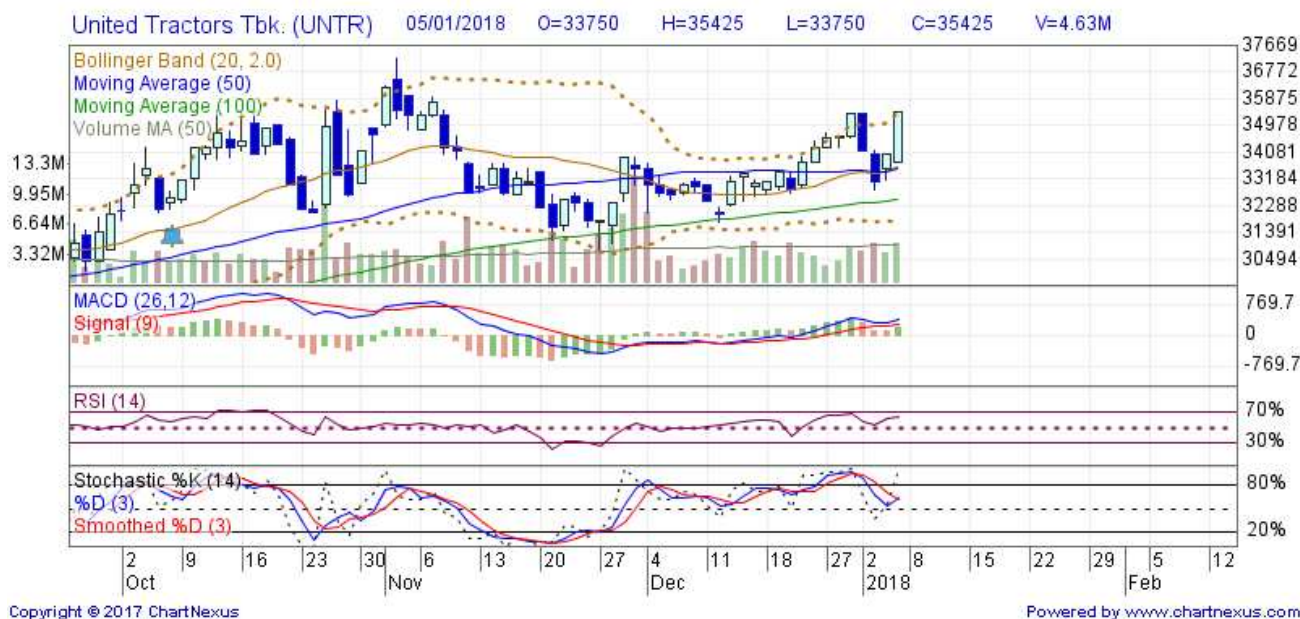 United Tractors Tbk. (UNTR) 05/01/2018 O=33750 H=35425 L=33750 C=35425 V=4.63M
Bollinger Band (20, 2.0)
Moving Average (50)
Moving Average (100)
Volume MA (50)
13.3M
9.95M
6.64M
3.32M
37669
36772
35875
34978
34081
33184
32288
31391
30494
MACD (26,12)
Signal (9)
769.7
0
-769.7
RSI (14)
70%
30%
Stochastic %K (14)
%D (3)
Smoothed %D (3)
80%
20%
2 9 16 23 30 6 13 20 27 4 11 18 27 2 8 15 22 29 5 12
Oct Nov Dec 2018 Feb
Copyright © 2017 ChartNexus
Powered by www.chartnexus.com